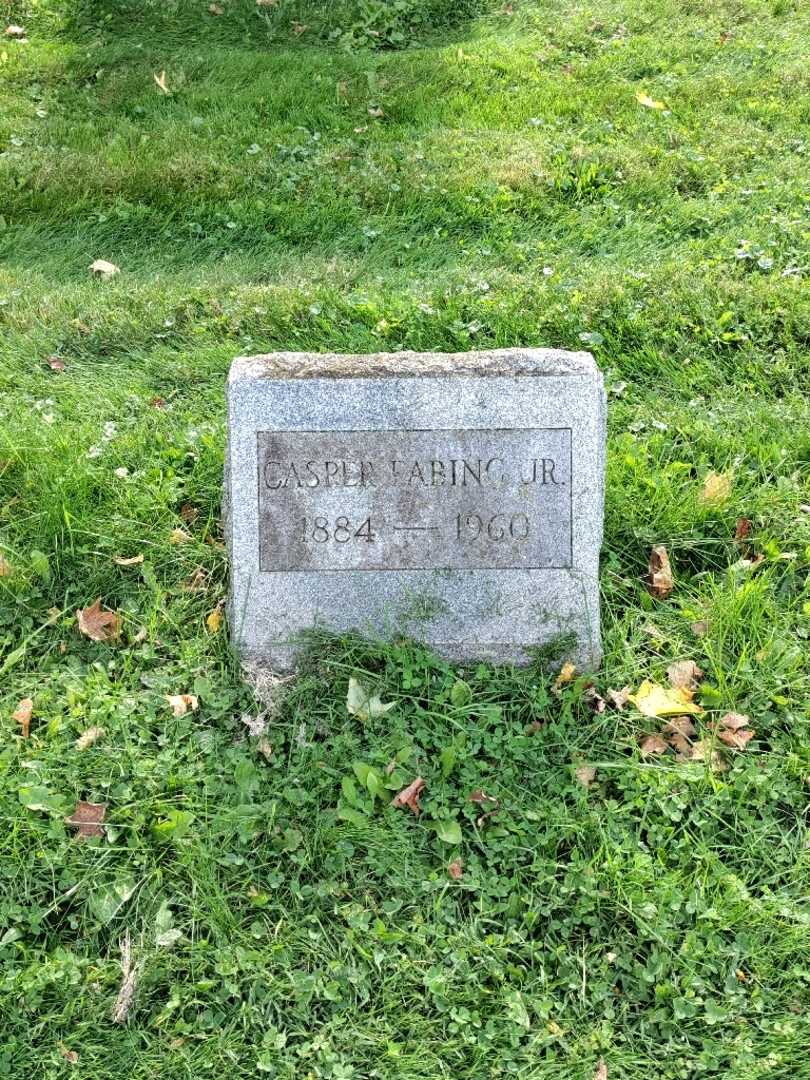 CASPER FABING JR.
1884 — 1960